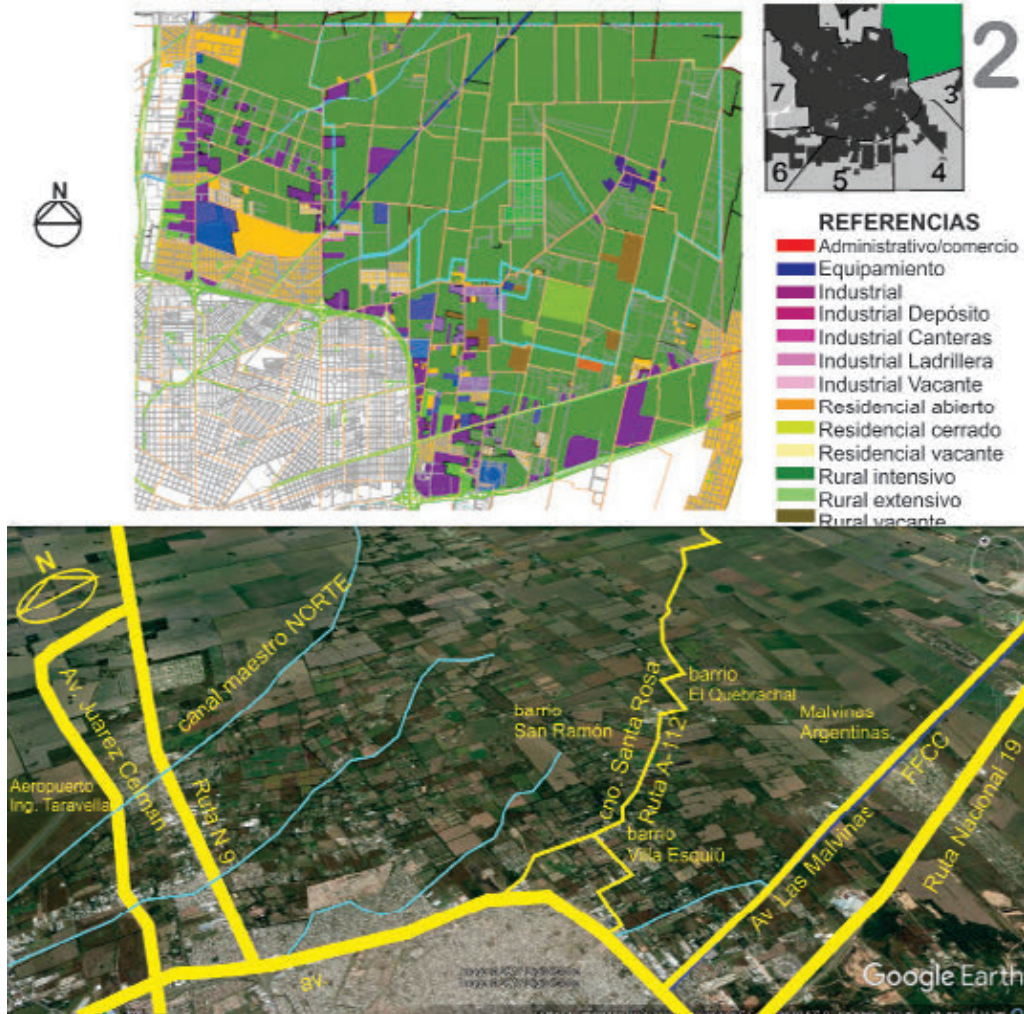 N
2
1
7
3
6
5
4
REFERENCIAS
Administrativo/comercio
Equipamiento
Industrial
Industrial Depósito
Industrial Canteras
Industrial Ladrillera
Industrial Vacante
Residencial abierto
Residencial cerrado
Residencial vacante
Rural intensivo
Rural extensivo
Rural vacante
N
Av. Juarez Celman
canal maestro NORTE
Aeropuerto
Ing. Taravella
Ruta N 9
barrio
San Ramón
cno. Santa Rosa
Ruta A-112
barrio
El Quebrachal
Malvinas
Argentinas
FFCC
barrio
Villa Esquiú
Av. Las Malvinas
Ruta Nacional 19
av.
Google Earth